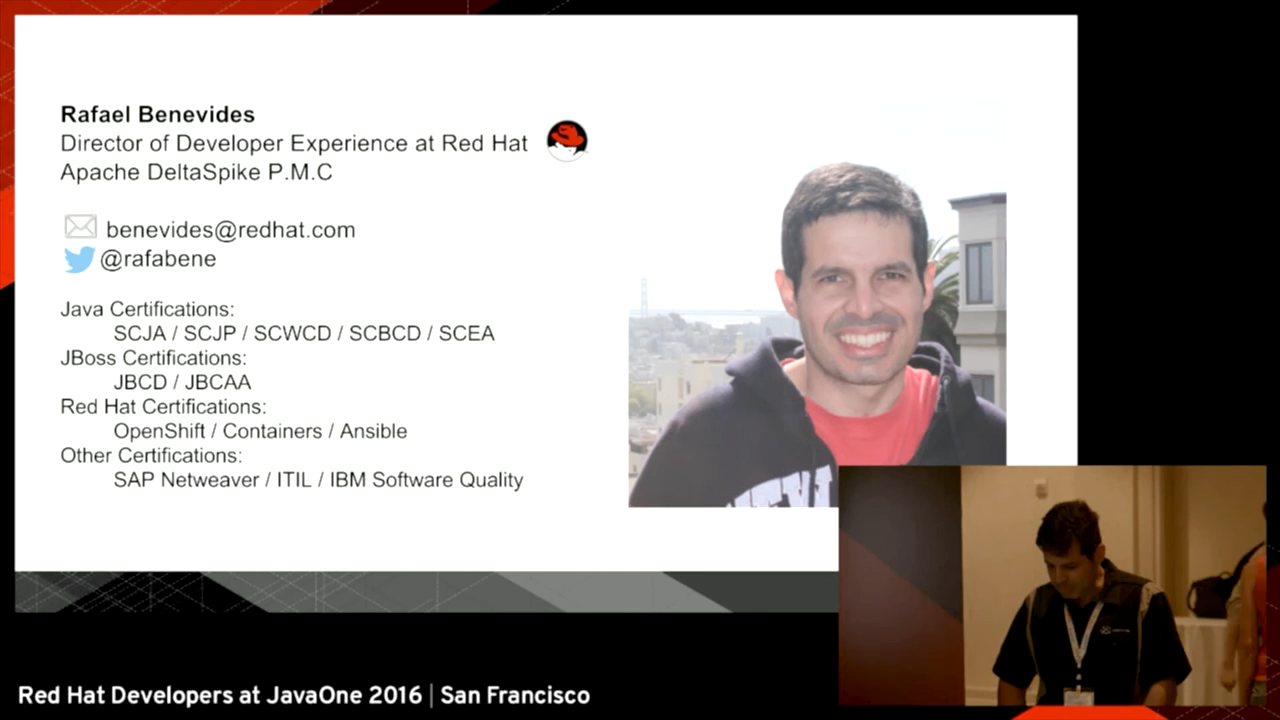 Rafael Benevides
Director of Developer Experience at Red Hat
Apache DeltaSpike P.M.C
benevides@redhat.com
@rafabene
Java Certifications:
SCJA / SCJP / SCWCD / SCBCD / SCEA
JBoss Certifications:
JBCD / JBCAA
Red Hat Certifications:
OpenShift / Containers / Ansible
Other Certifications:
SAP Netweaver / ITIL / IBM Software Quality
Red Hat Developers at JavaOne 2016 | San Francisco